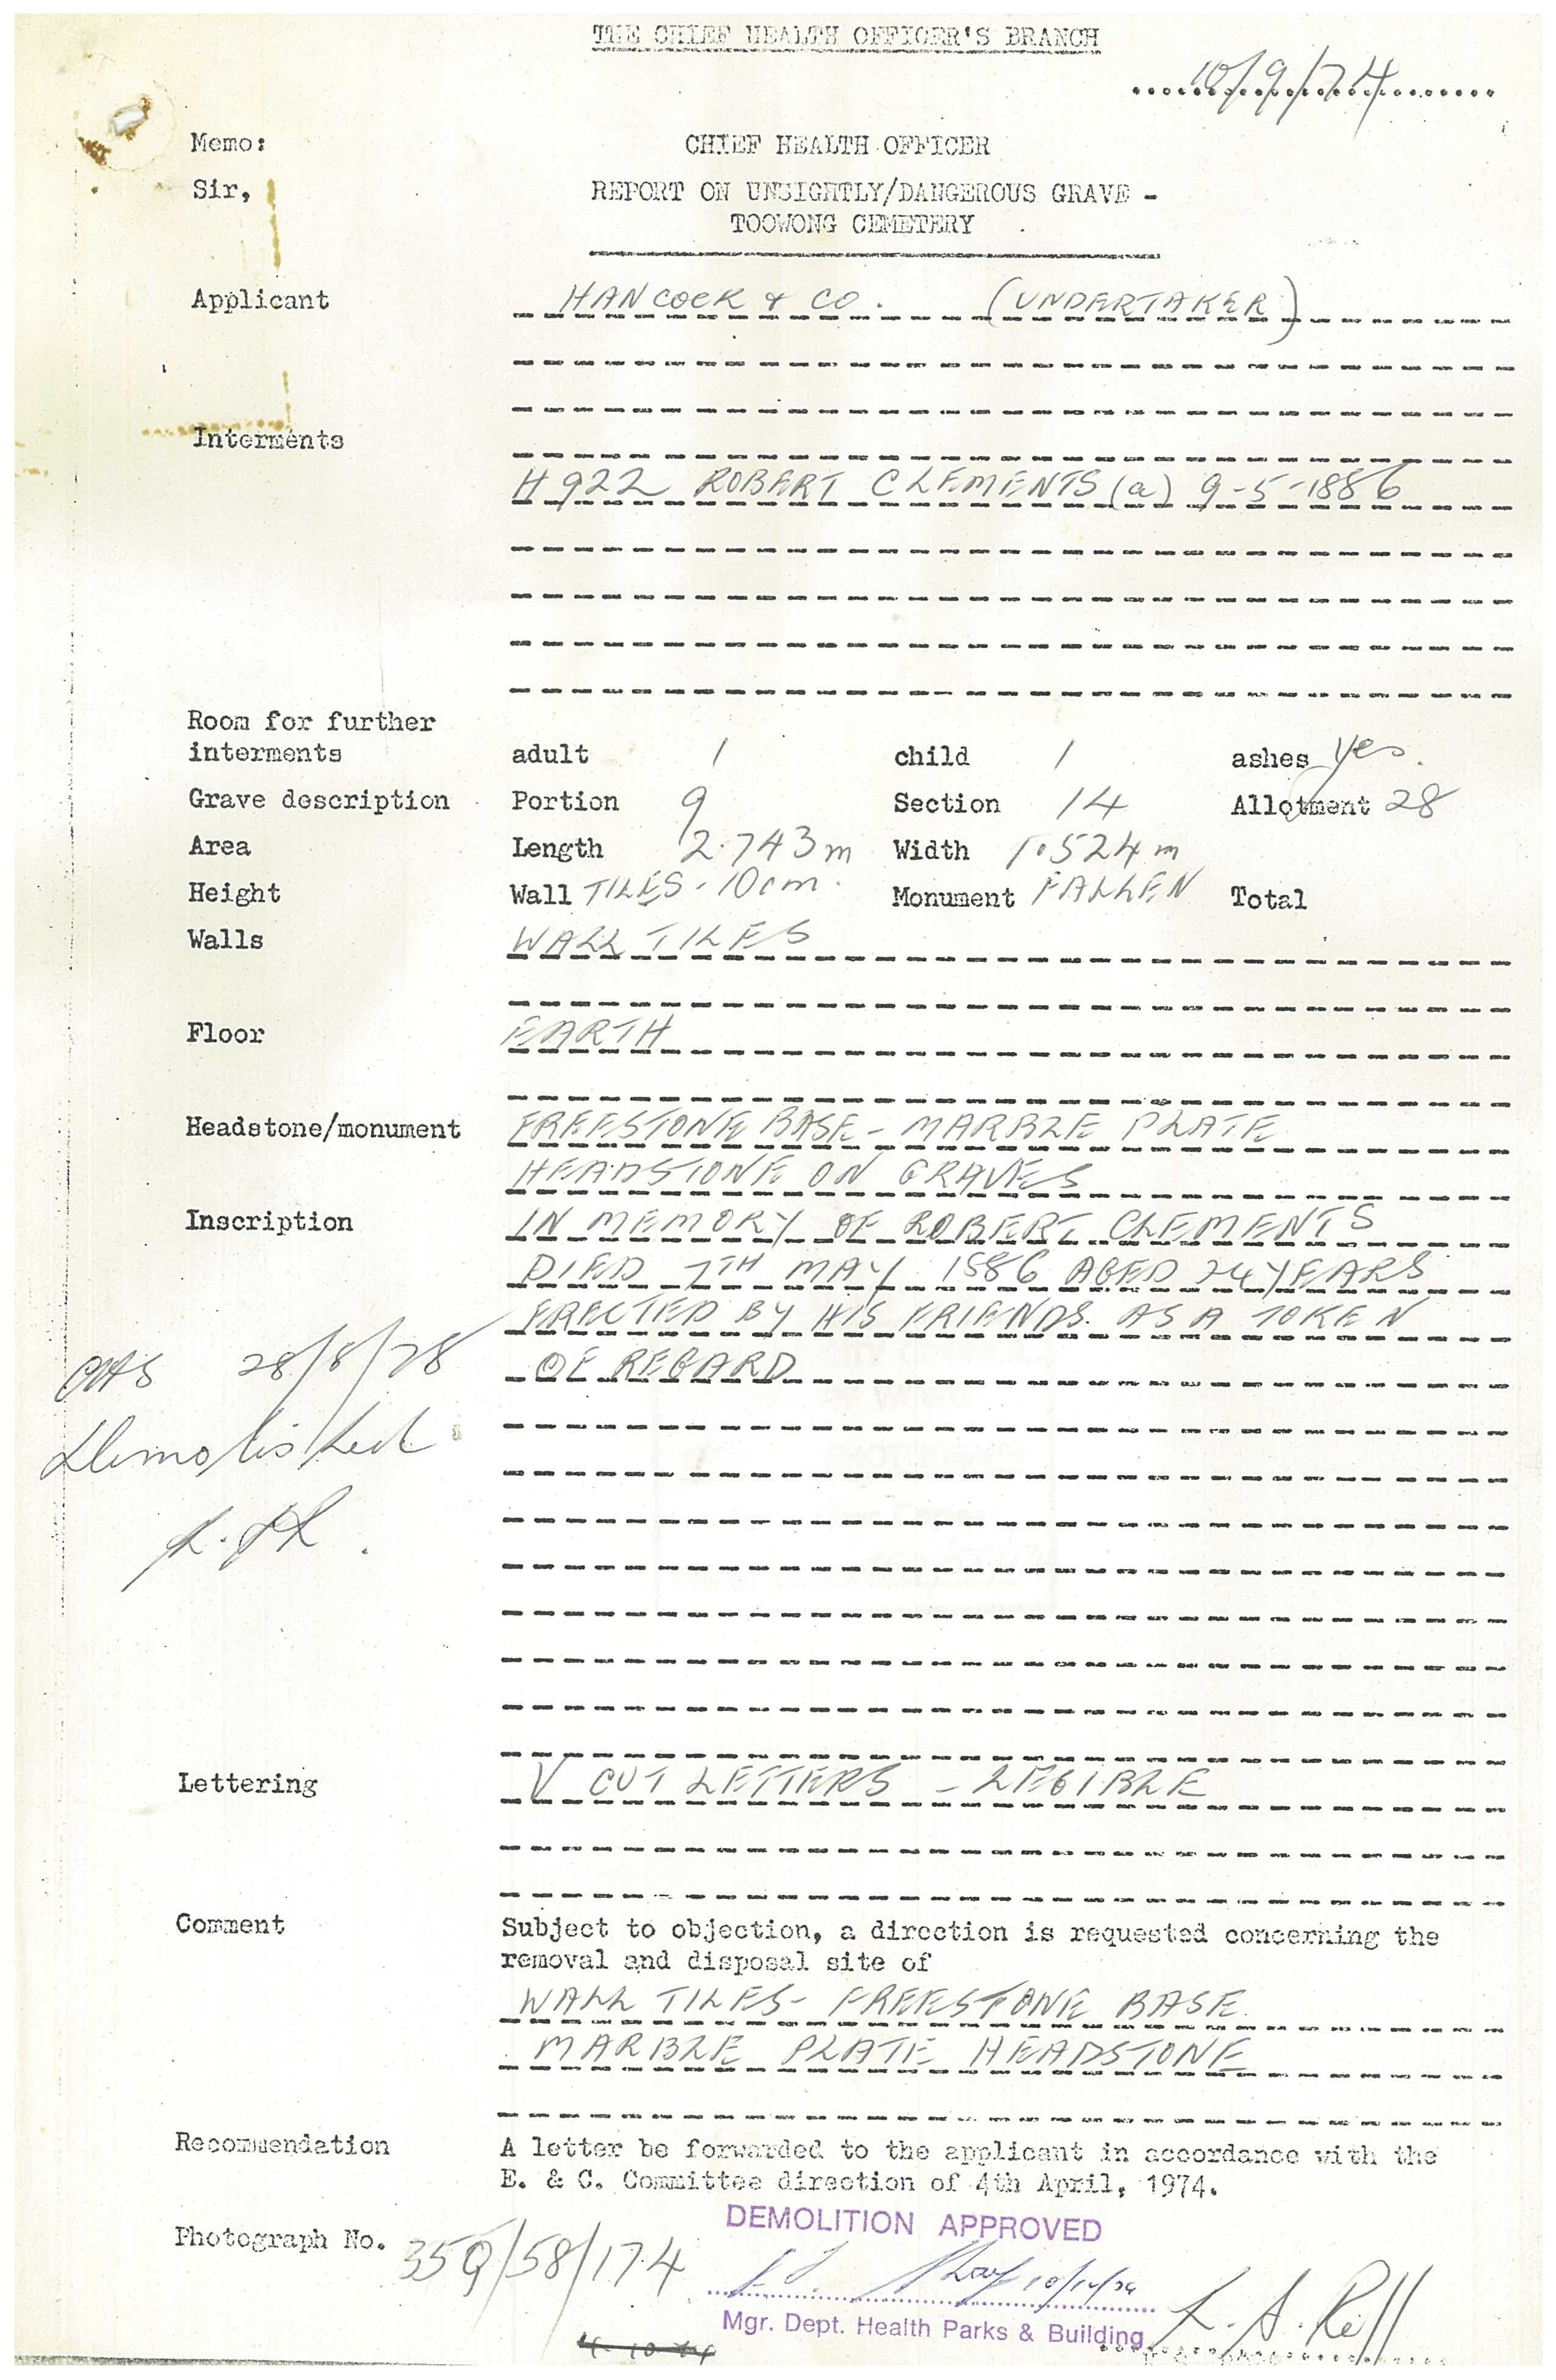 THE CHIEF HEALTH OFFICER'S BRANCH
10/9/74
Memo: CHIEF HEALTH OFFICER
Sir, REPORT ON UNSIGHTLY/DANGEROUS GRAVE -
TOOWONG CEMETERY
Applicant HANCOCK & CO. (UNDERTAKER)
Interments
H922 ROBERT CLEMENTS (a) 9-5-1886
Room for further
interments adult 1 child 1 ashes yes.
Grave description Portion 9 Section 14 Allotment 28
Area Length 2.743m Width 1.524m
Height Wall TILES - 10cm. Monument FALLEN Total
Walls WALL TILES
Floor EARTH
Headstone/monument FREESTONE BASE - MARBLE PLATE
HEADSTONE ON GRAVES
Inscription IN MEMORY OF ROBERT CLEMENTS
DIED 7TH MAY 1886 AGED 24 YEARS
ERECTED BY HIS FRIENDS. AS A TOKEN
28/8/78 OF REGARD
Demolished
Lettering V CUT LETTERS - LEGIBLE
Comment Subject to objection, a direction is requested concerning the
removal and disposal site of
WALL TILES - FREESTONE BASE
MARBLE PLATE HEADSTONE
Recommendation A letter be forwarded to the applicant in accordance with the
E. & C. Committee direction of 4th April, 1974.
DEMOLITION APPROVED
Photograph No. 35Q/58/174
Mgr. Dept. Health Parks & Building